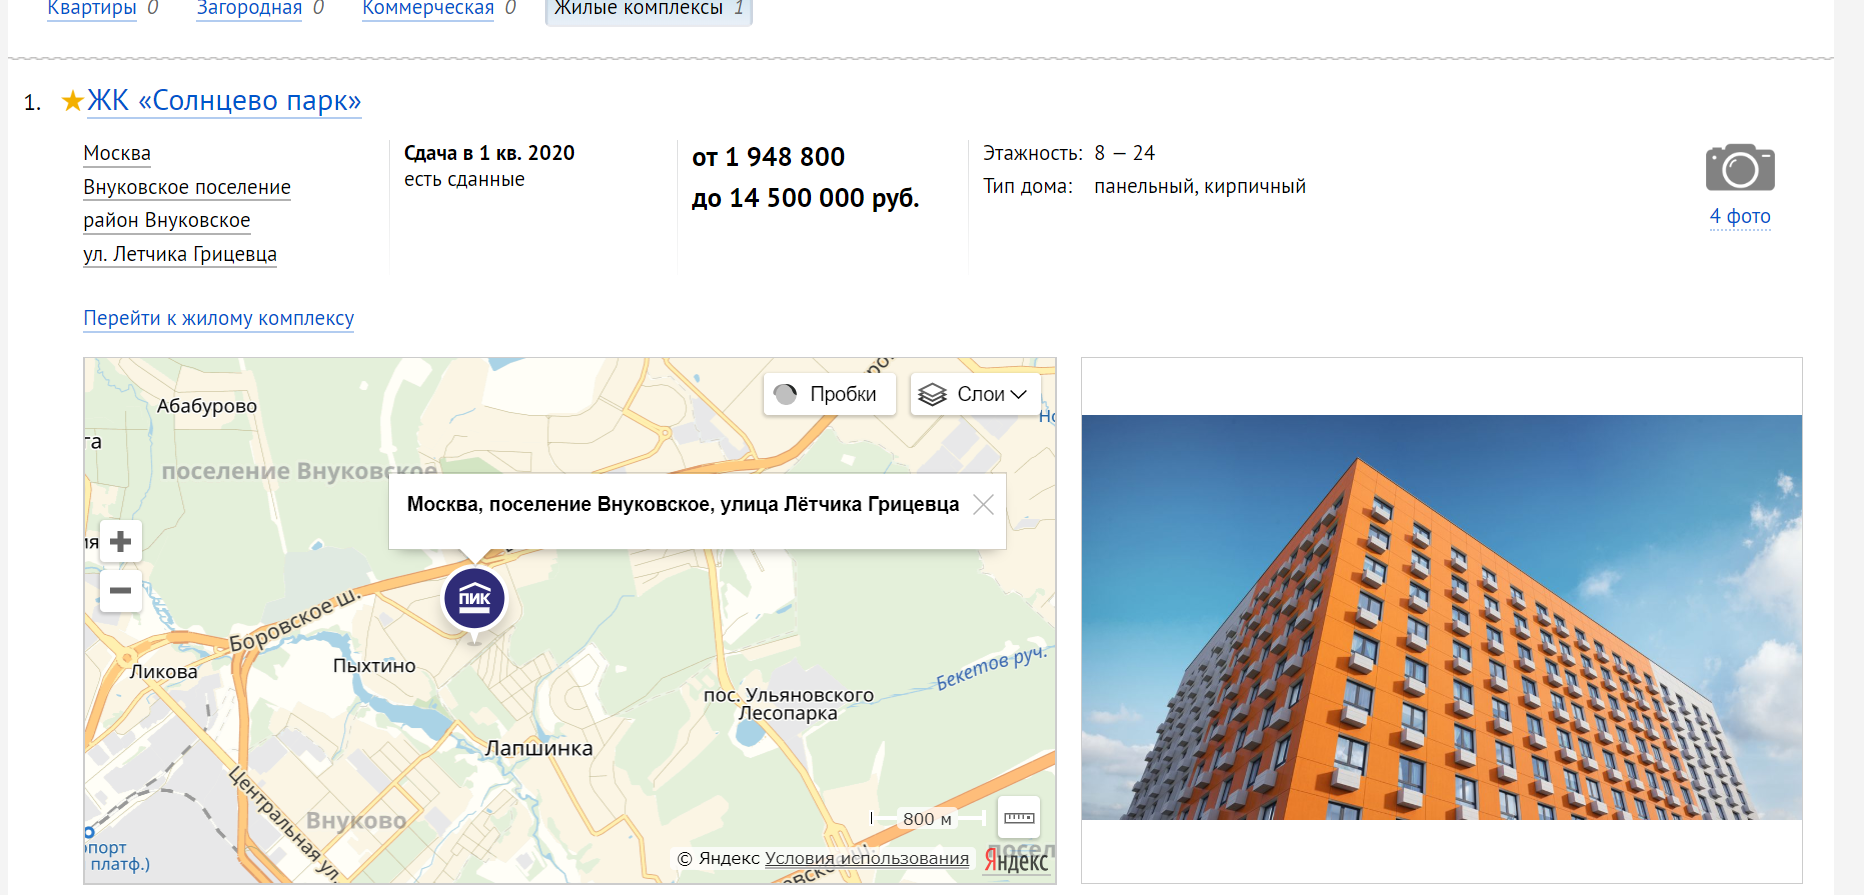 Квартиры 0 Загородная 0 Коммерческая 0 Жилые комплексы 1
1. ЖК «Солнцево парк»
Москва
Внуковское поселение
район Внуковское
ул. Летчика Грицевца
Сдача в 1 кв. 2020
есть сданные
от 1 948 800
до 14 500 000 руб.
Этажность: 8 — 24
Тип дома: панельный, кирпичный
4 фото
Перейти к жилому комплексу
Пробки
Слои
Абабурово
поселение Внуковское
Москва, поселение Внуковское, улица Лётчика Грицевца
ПИК
Боровское ш.
Ликова
Пыхтино
Бекетов руч.
пос. Ульяновского
Лесопарка
Лапшинка
Центральная ул.
Внуково
800 м
платф.)
© Яндекс Условия использования
Яндекс